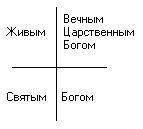 Вечным
Живым Царственным
Богом
Святым Богом